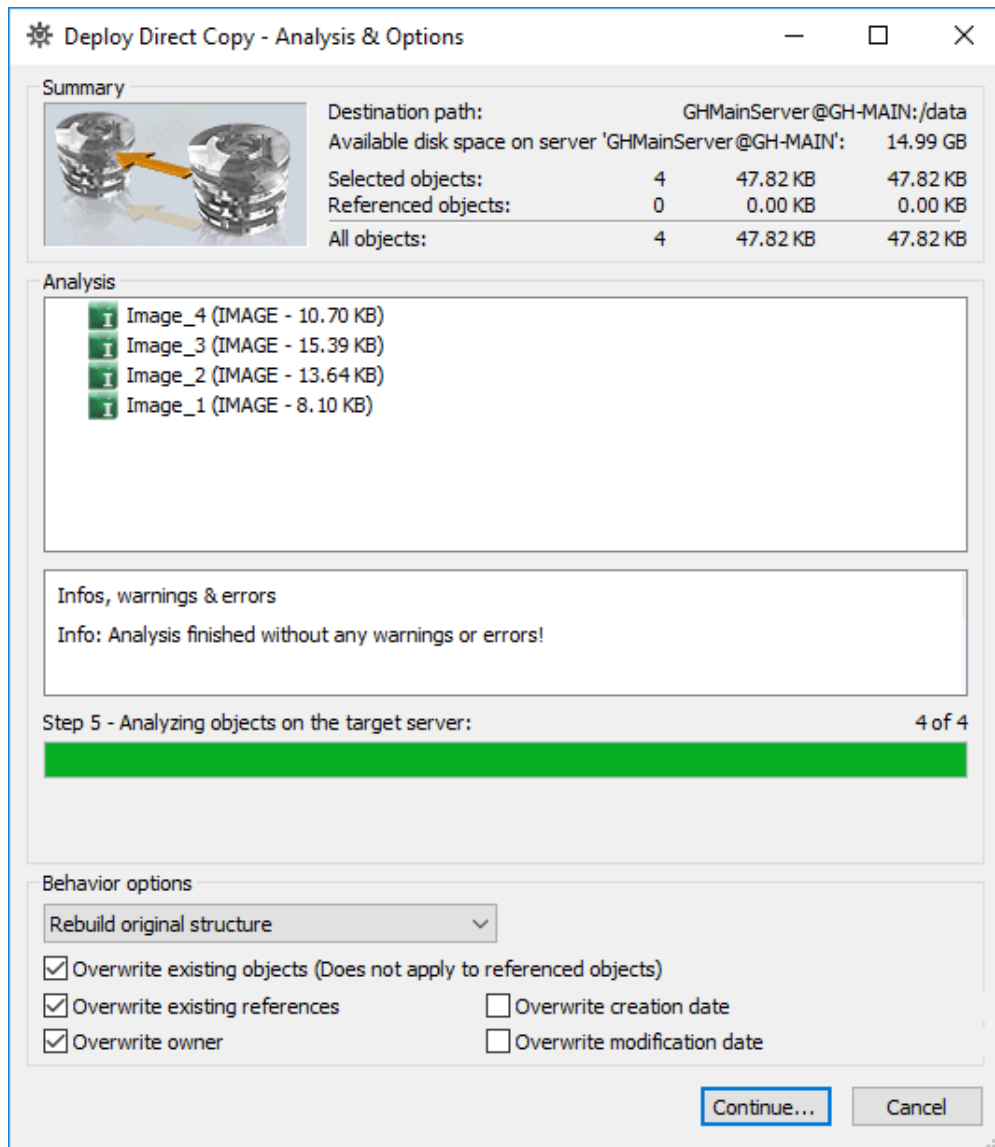 Deploy Direct Copy - Analysis & Options
Summary
Destination path: GHMainServer@GH-MAIN:/data
Available disk space on server 'GHMainServer@GH-MAIN': 14.99 GB
Selected objects: 4 47.82 KB 47.82 KB
Referenced objects: 0 0.00 KB 0.00 KB
All objects: 4 47.82 KB 47.82 KB
Analysis
I Image_4 (IMAGE - 10.70 KB)
I Image_3 (IMAGE - 15.39 KB)
I Image_2 (IMAGE - 13.64 KB)
I Image_1 (IMAGE - 8.10 KB)
Infos, warnings & errors
Info: Analysis finished without any warnings or errors!
Step 5 - Analyzing objects on the target server: 4 of 4
Behavior options
Rebuild original structure
Overwrite existing objects (Does not apply to referenced objects)
Overwrite existing references Overwrite creation date
Overwrite owner Overwrite modification date
Continue... Cancel